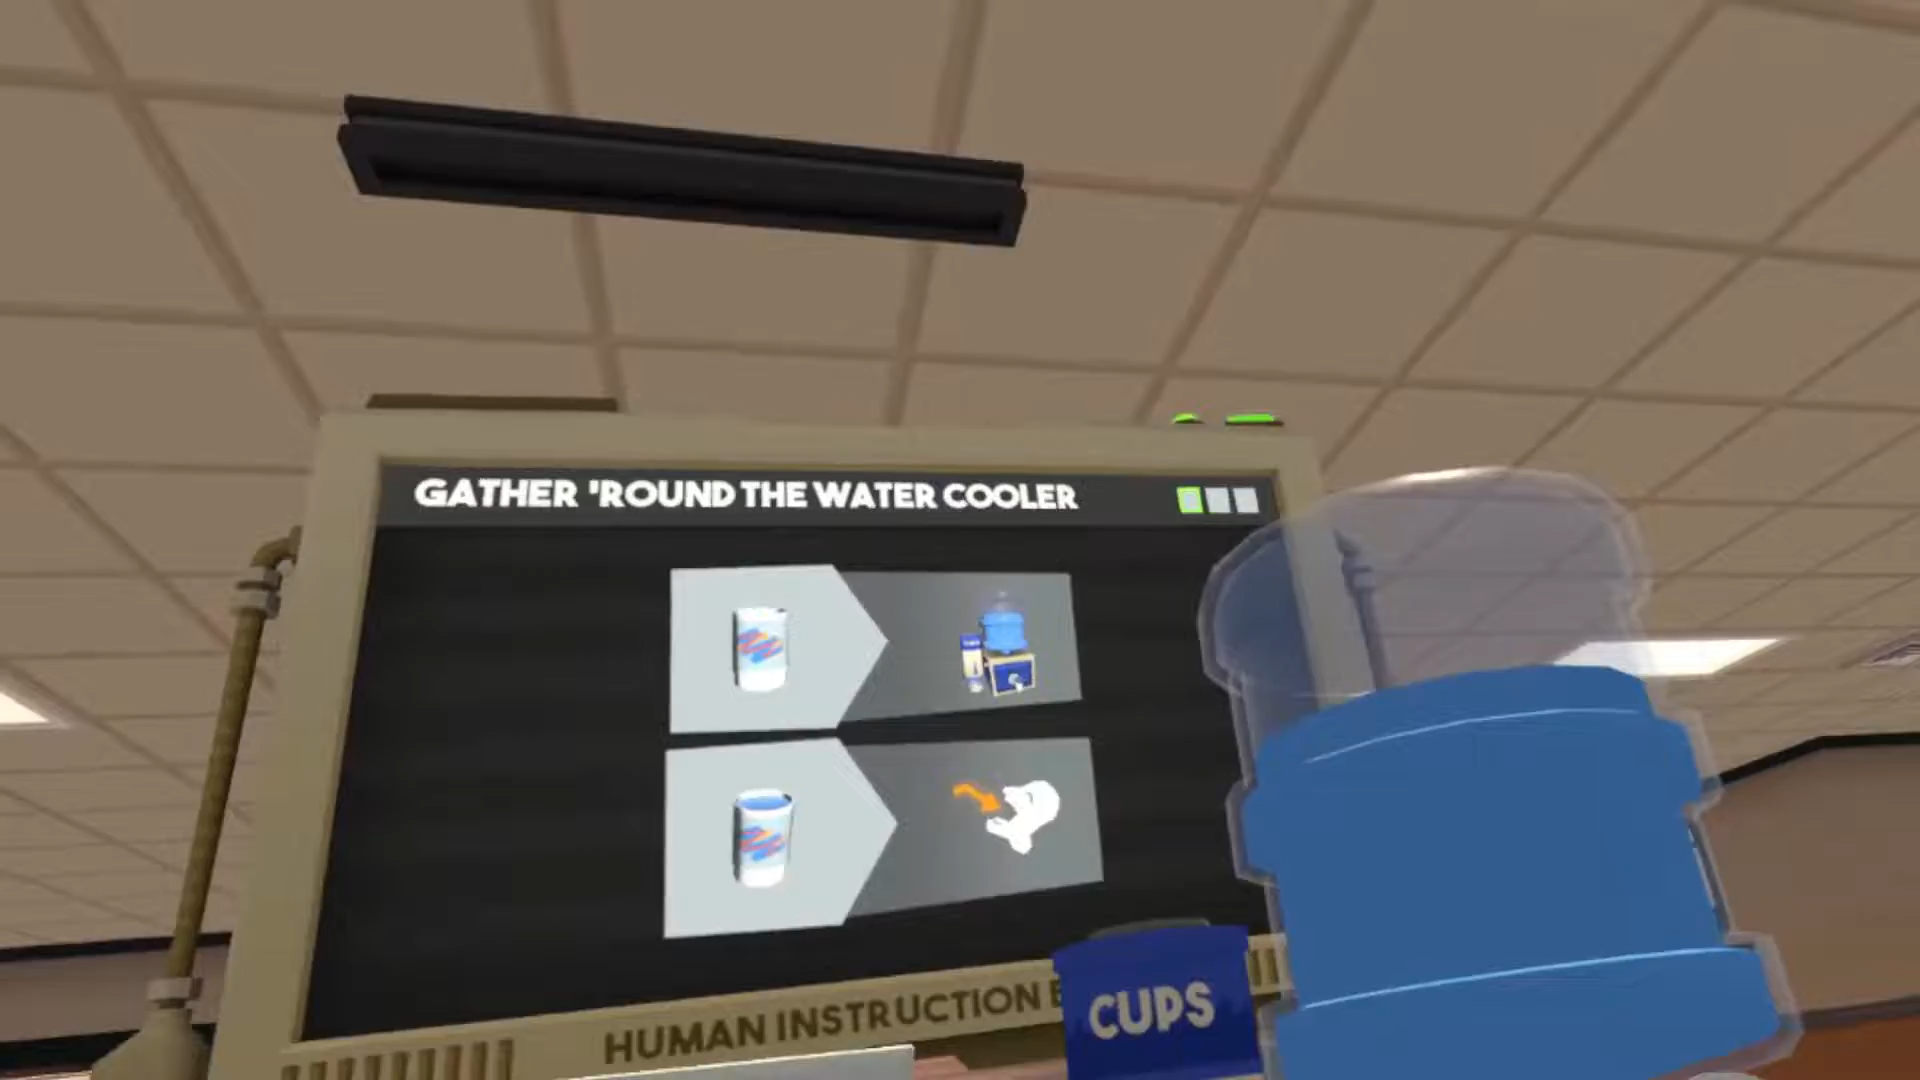 GATHER 'ROUND THE WATER COOLER
HUMAN INSTRUCTION
CUPS